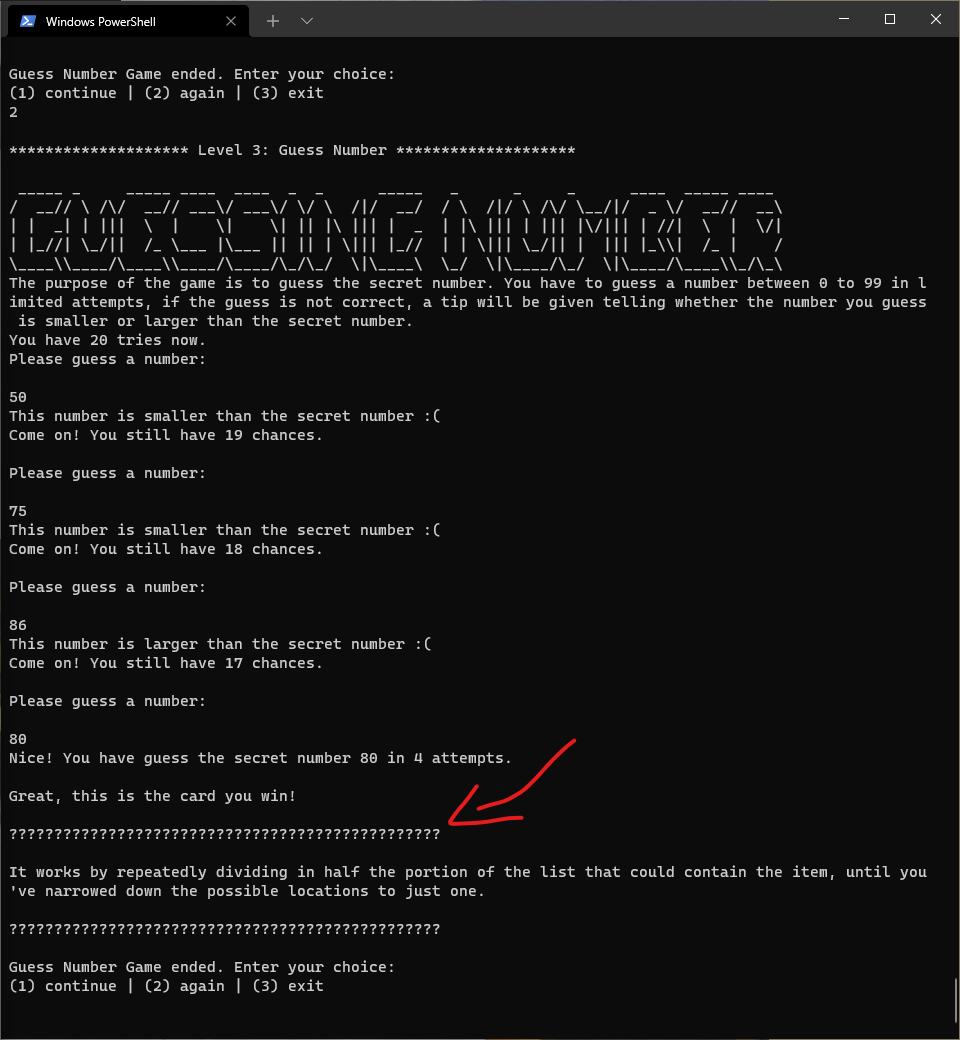 Windows PowerShell
Guess Number Game ended. Enter your choice:
(1) continue | (2) again | (3) exit
2
******************** Level 3: Guess Number ********************
GUESSING NUMBER
The purpose of the game is to guess the secret number. You have to guess a number between 0 to 99 in l
imited attempts, if the guess is not correct, a tip will be given telling whether the number you guess
 is smaller or larger than the secret number.
You have 20 tries now.
Please guess a number:
50
This number is smaller than the secret number :(
Come on! You still have 19 chances.
Please guess a number:
75
This number is smaller than the secret number :(
Come on! You still have 18 chances.
Please guess a number:
86
This number is larger than the secret number :(
Come on! You still have 17 chances.
Please guess a number:
80
Nice! You have guess the secret number 80 in 4 attempts.
Great, this is the card you win!
????????????????????????????????????????????????
It works by repeatedly dividing in half the portion of the list that could contain the item, until you
've narrowed down the possible locations to just one.
????????????????????????????????????????????????
Guess Number Game ended. Enter your choice:
(1) continue | (2) again | (3) exit